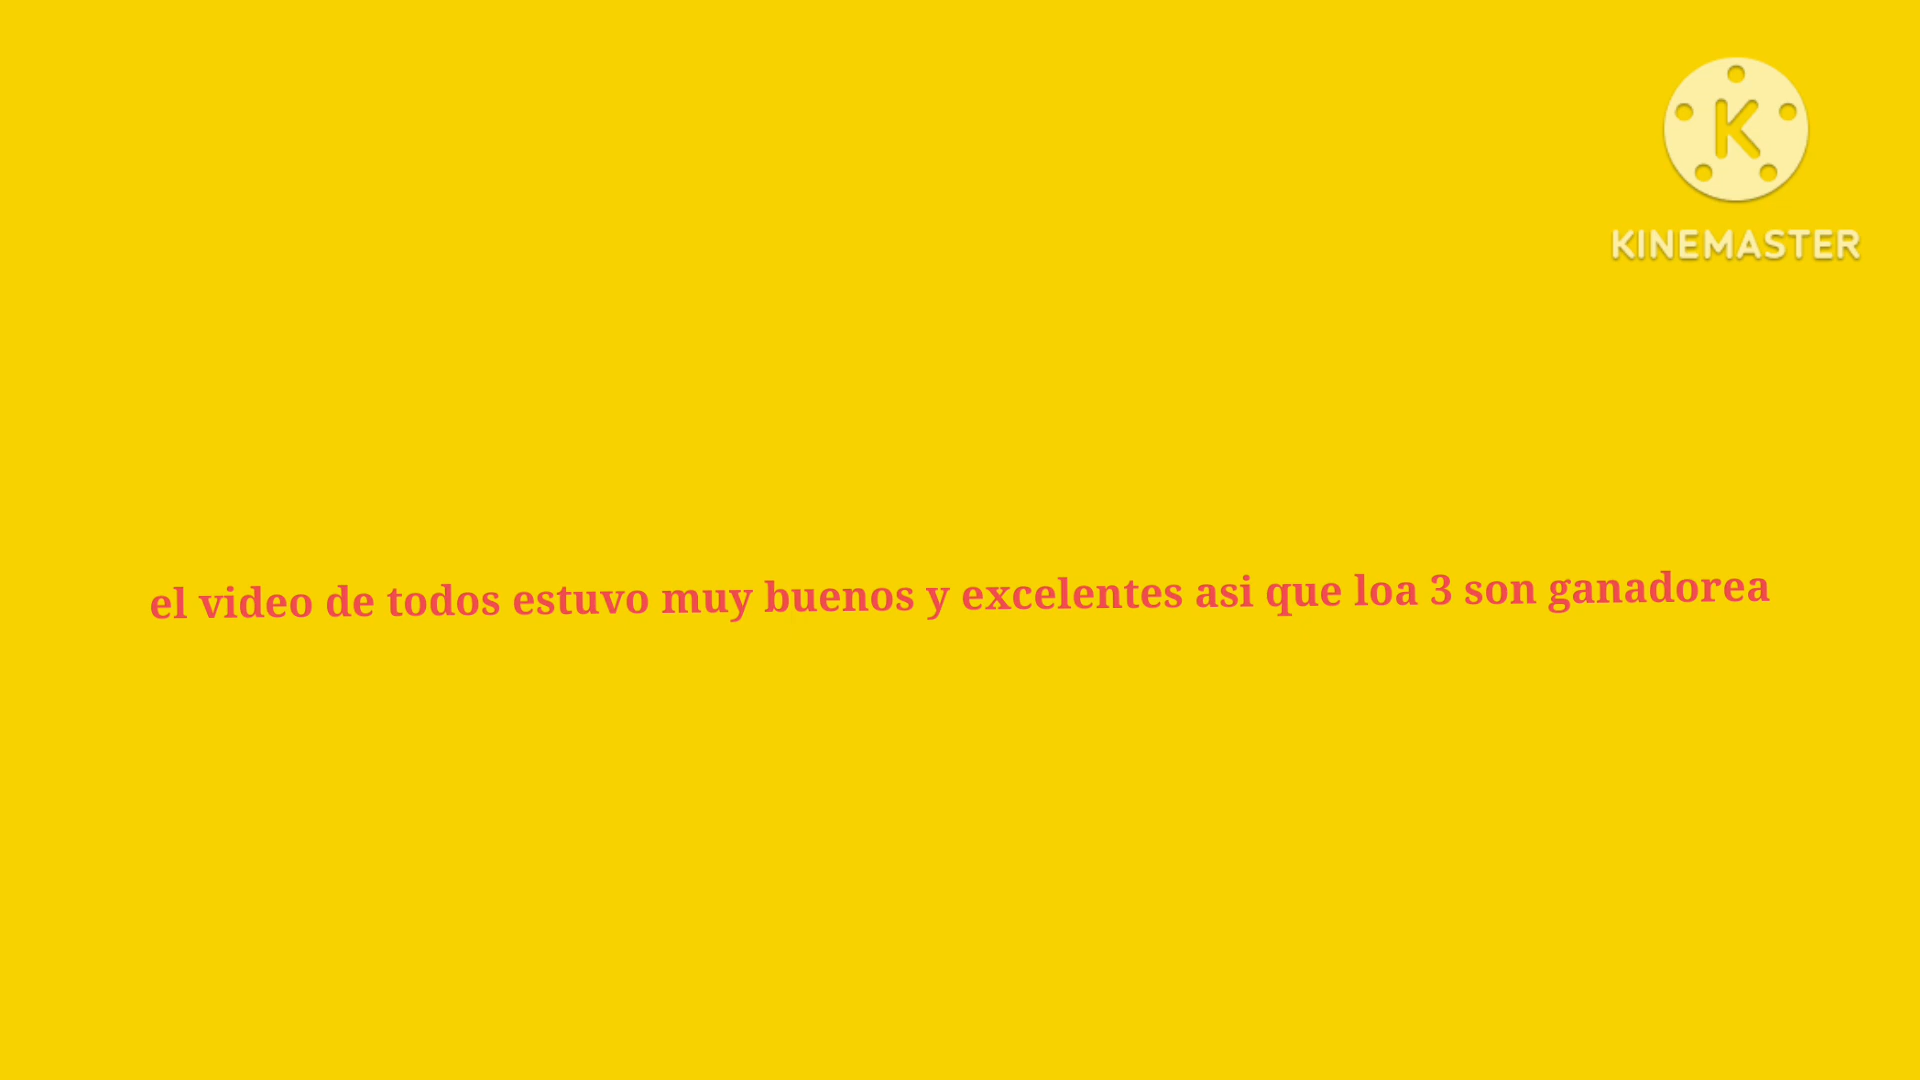 K
KINEMASTER
el video de todos estuvo muy buenos y excelentes asi que loa 3 son ganadorea